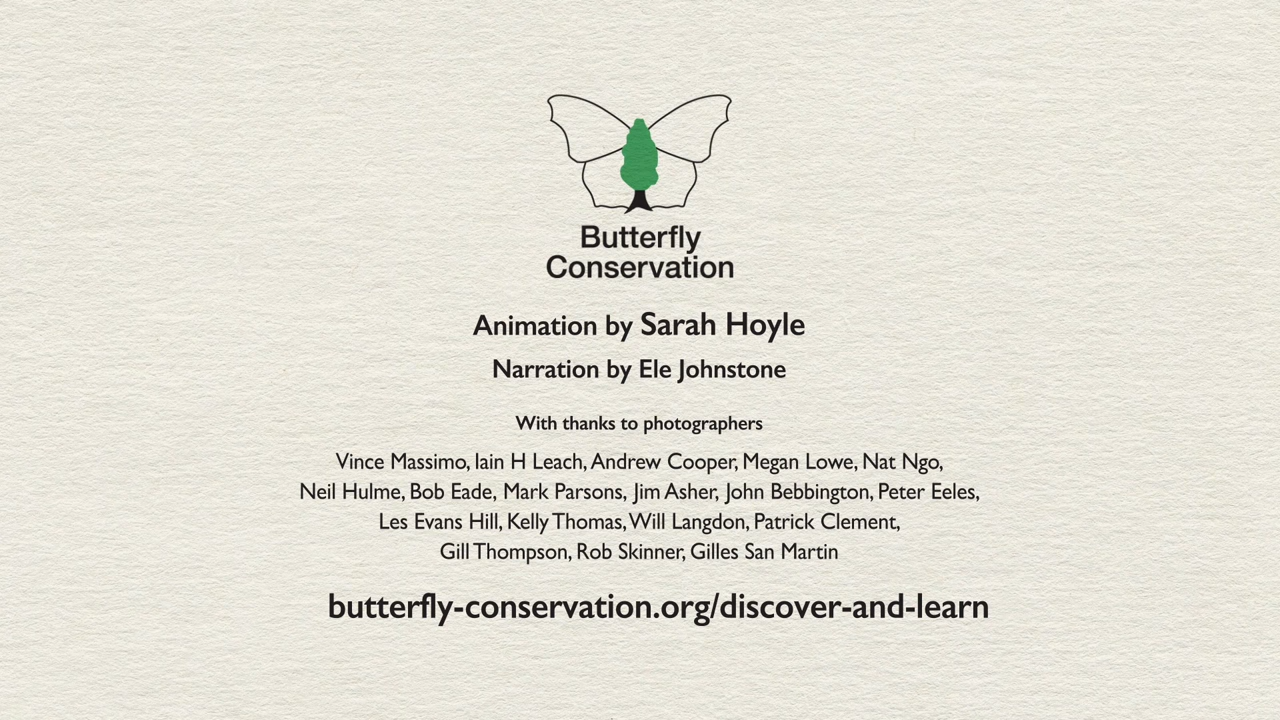 Butterfly
Conservation
Animation by Sarah Hoyle
Narration by Ele Johnstone
With thanks to photographers
Vince Massimo, Iain H Leach, Andrew Cooper, Megan Lowe, Nat Ngo,
Neil Hulme, Bob Eade, Mark Parsons, Jim Asher, John Bebbington, Peter Eeles,
Les Evans Hill, Kelly Thomas, Will Langdon, Patrick Clement,
Gill Thompson, Rob Skinner, Gilles San Martin
butterfly-conservation.org/discover-and-learn